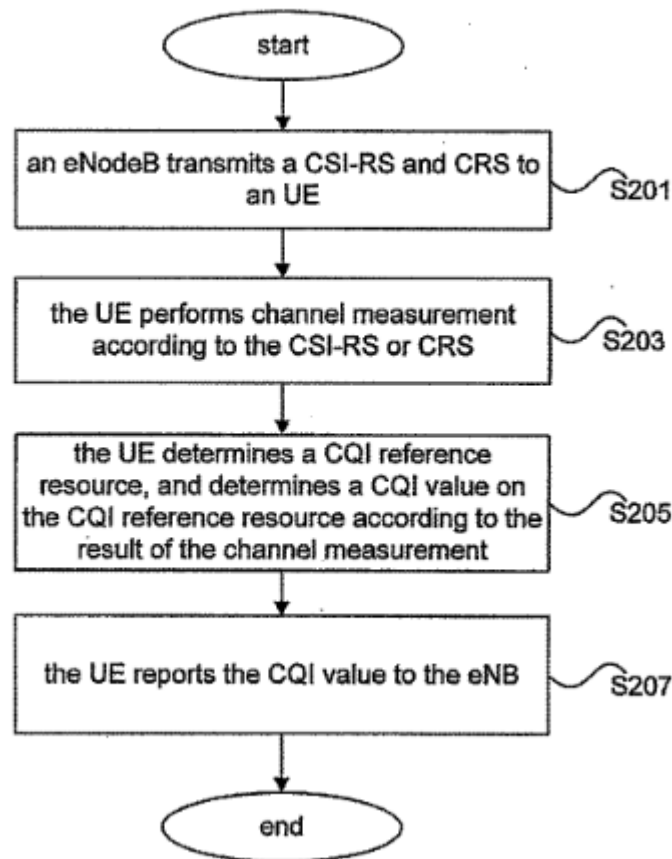 start
an eNodeB transmits a CSI-RS and CRS to
an UE
S201
the UE performs channel measurement
according to the CSI-RS or CRS
S203
the UE determines a CQI reference
resource, and determines a CQI value on
the CQI reference resource according to the
result of the channel measurement
S205
the UE reports the CQI value to the eNB
S207
end